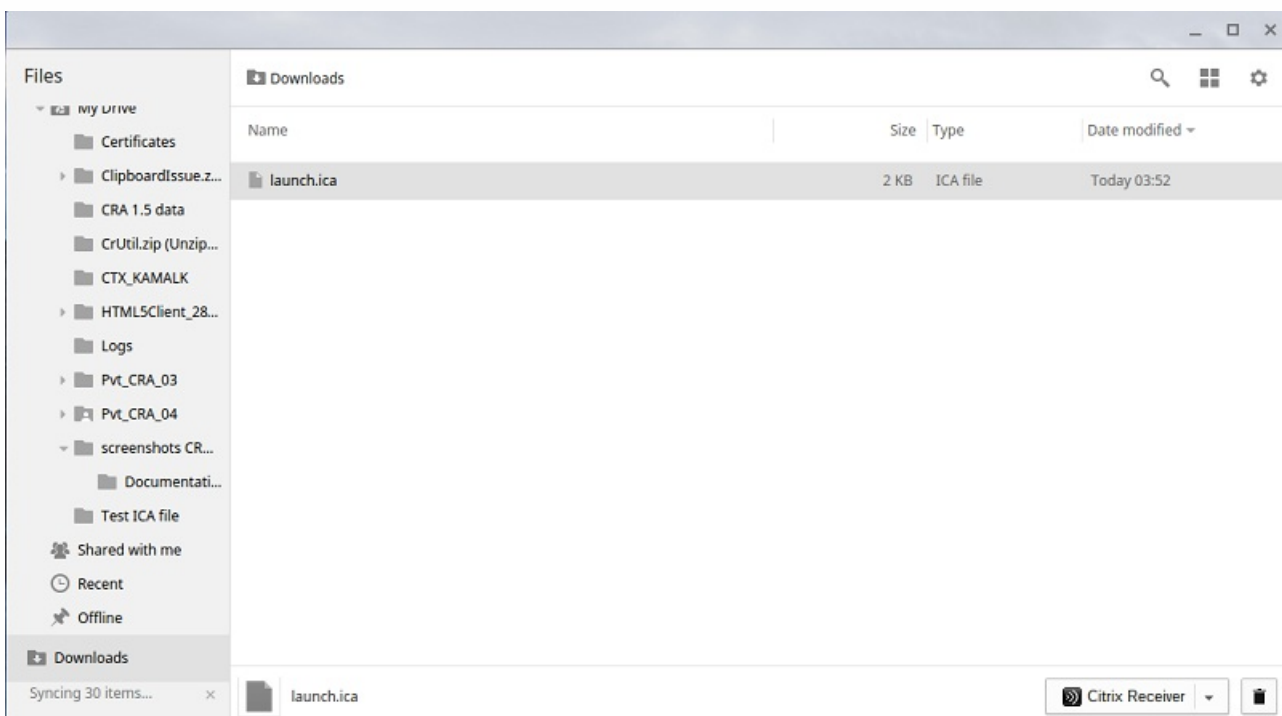 Files
My Drive
Certificates
ClipboardIssue.z...
CRA 1.5 data
CrUtil.zip (Unzip...
CTX_KAMALK
HTML5Client_28...
Logs
Pvt_CRA_03
Pvt_CRA_04
screenshots CR...
Documentati...
Test ICA file
Shared with me
Recent
Offline
Downloads
Syncing 30 items...
Downloads
Name Size Type Date modified
launch.ica 2 KB ICA file Today 03:52
launch.ica Citrix Receiver